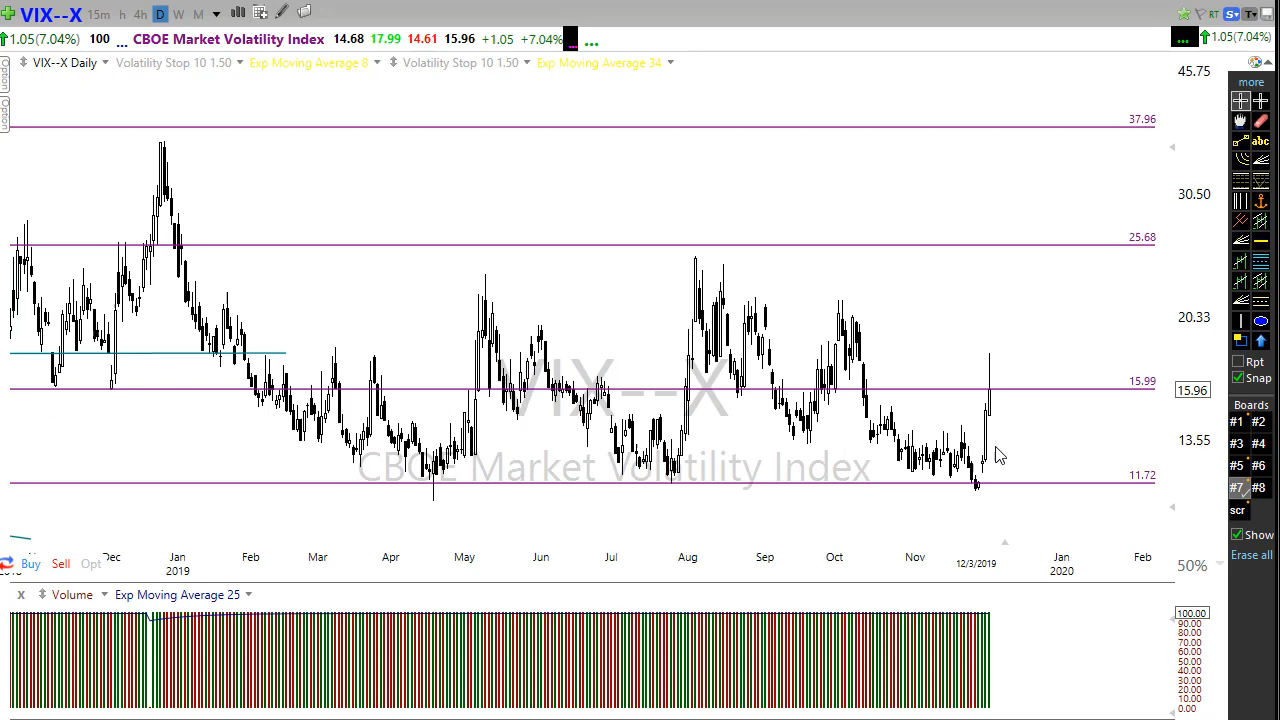 VIX--X 15m h 4h D W M RT S T
1.05(7.04%) 100 ... CBOE Market Volatility Index 14.68 17.99 14.61 15.96 +1.05 +7.04% ... ... 1.05(7.04%)
VIX--X Daily Volatility Stop 10 1.50 Exp Moving Average 8 Volatility Stop 10 1.50 Exp Moving Average 34
Option
Option
45.75
37.96
30.50
25.68
20.33
15.99
15.96
13.55
11.72
VIX--X
CBOE Market Volatility Index
Dec Jan Feb Mar Apr May Jun Jul Aug Sep Oct Nov 12/3/2019 Jan Feb
2019 2020
Buy Sell Opt
50%
X Volume Exp Moving Average 25
100.00
90.00
80.00
70.00
60.00
50.00
40.00
30.00
20.00
10.00
0.00
more
abc
Rpt
Snap
Boards
#1 #2
#3 #4
#5 #6
#7 #8
scr
Show
Erase all